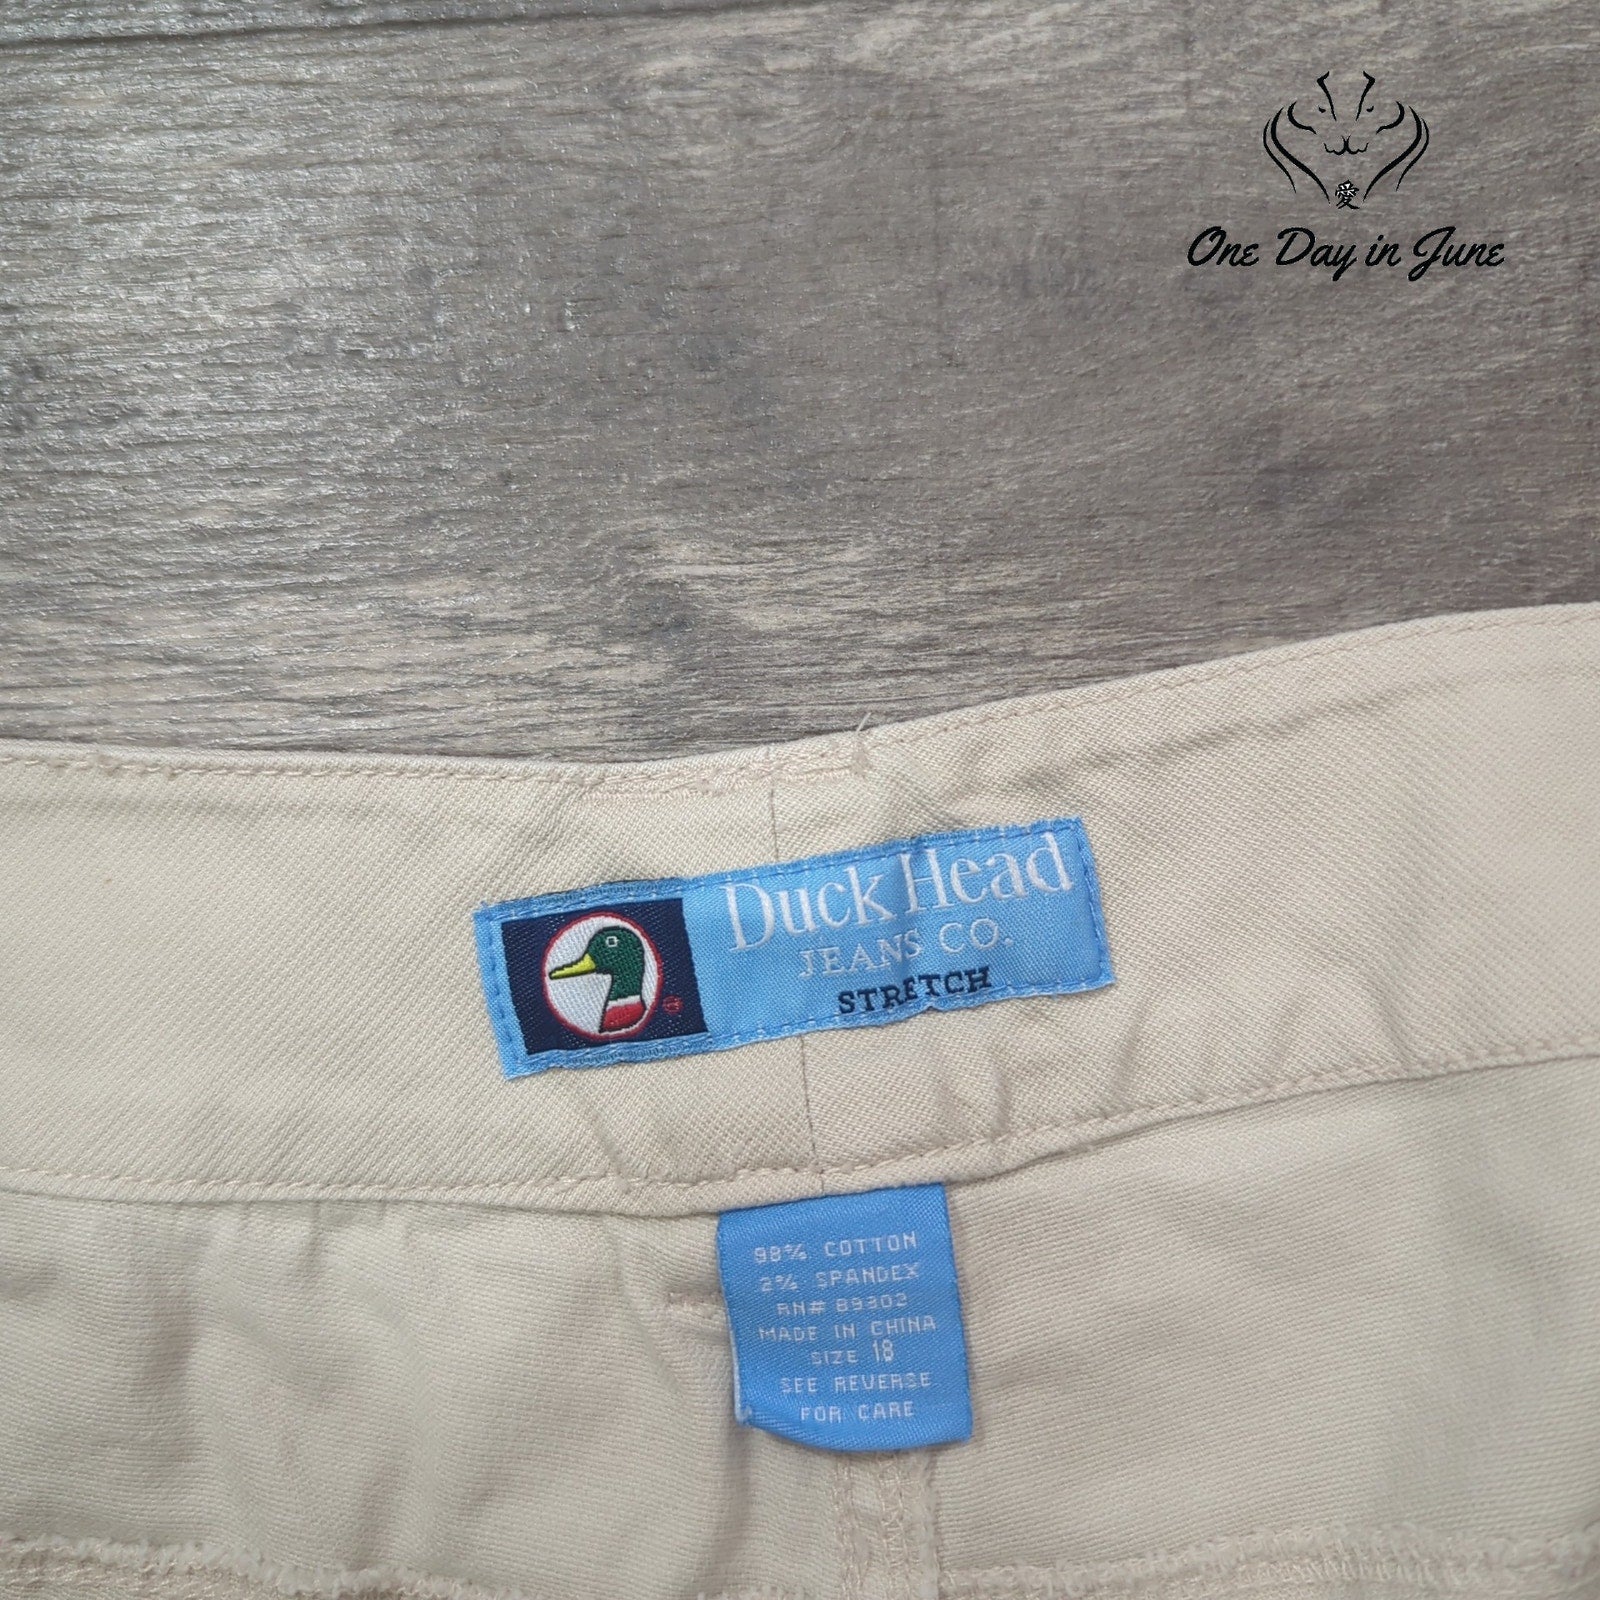 愛
One Day in June
Duck Head
JEANS CO.
STRETCH
®
98% COTTON
2% SPANDEX
RN# 89302
MADE IN CHINA
SIZE 18
SEE REVERSE
FOR CARE